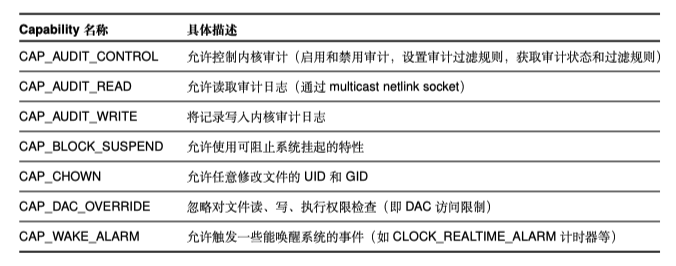 Capability 名称 具体描述
CAP_AUDIT_CONTROL 允许控制内核审计（启用和禁用审计，设置审计过滤规则，获取审计状态和过滤规则）
CAP_AUDIT_READ 允许读取审计日志（通过 multicast netlink socket）
CAP_AUDIT_WRITE 将记录写入内核审计日志
CAP_BLOCK_SUSPEND 允许使用可阻止系统挂起的特性
CAP_CHOWN 允许任意修改文件的 UID 和 GID
CAP_DAC_OVERRIDE 忽略对文件读、写、执行权限检查（即 DAC 访问限制）
CAP_WAKE_ALARM 允许触发一些能唤醒系统的事件（如 CLOCK_REALTIME_ALARM 计时器等）